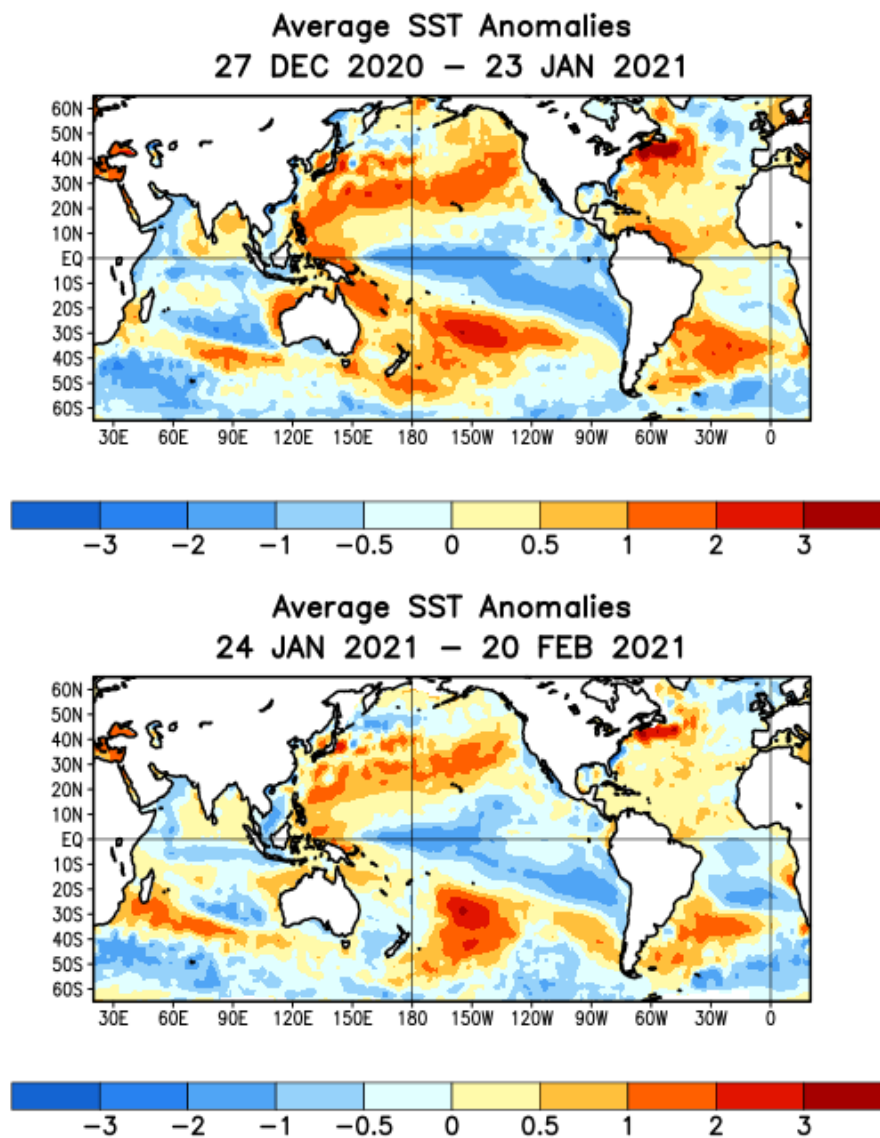 Average SST Anomalies
27 DEC 2020 – 23 JAN 2021
60N
50N
40N
30N
20N
10N
EQ
10S
20S
30S
40S
50S
60S
30E 60E 90E 120E 150E 180 150W 120W 90W 60W 30W 0
−3 −2 −1 −0.5 0 0.5 1 2 3
Average SST Anomalies
24 JAN 2021 – 20 FEB 2021
60N
50N
40N
30N
20N
10N
EQ
10S
20S
30S
40S
50S
60S
30E 60E 90E 120E 150E 180 150W 120W 90W 60W 30W 0
−3 −2 −1 −0.5 0 0.5 1 2 3